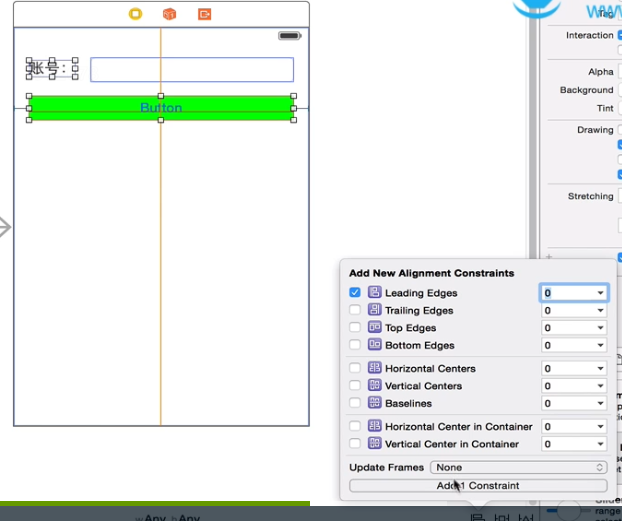 Tag
Interaction
账号：
Alpha
Background
Button
Tint
Drawing
Stretching
Add New Alignment Constraints
Leading Edges 0
Trailing Edges 0
Top Edges 0
Bottom Edges 0
Horizontal Centers 0
Vertical Centers 0
Baselines 0
Horizontal Center in Container 0
Vertical Center in Container 0
Update Frames None
Add 1 Constraint
range
wAny hAny